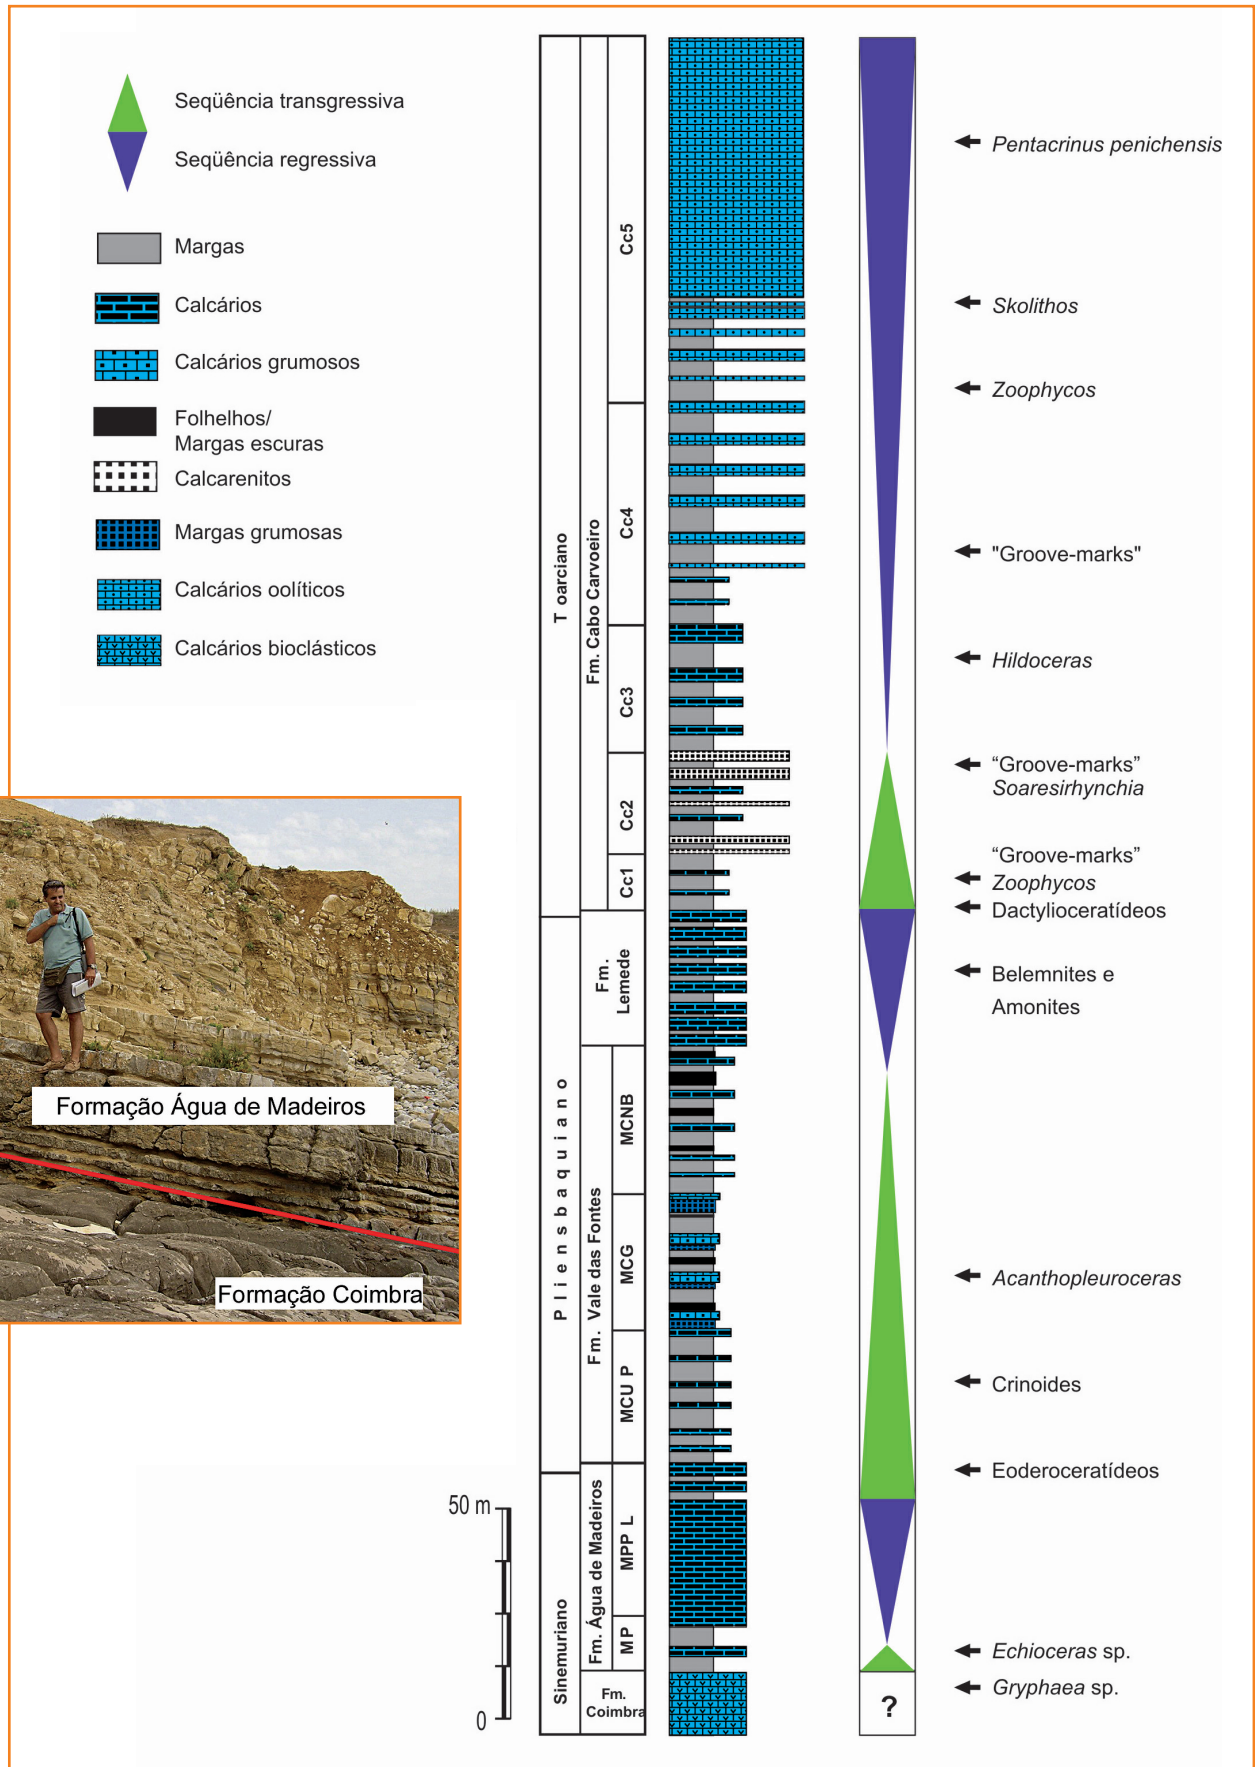 Seqüência transgressiva
Seqüência regressiva
Margas
Calcários
Calcários grumosos
Folhelhos/
Margas escuras
Calcarenitos
Margas grumosas
Calcários oolíticos
Calcários bioclásticos
Formação Água de Madeiros
Formação Coimbra
50 m
0
T oarciano
Pliensbaquiano
Sinemuriano
Fm. Cabo Carvoeiro
Fm.
Lemede
Fm. Vale das Fontes
Fm. Água de Madeiros
Fm.
Coimbra
Cc5
Cc4
Cc3
Cc2
Cc1
MCNB
MCG
MCU P
MPP L
MP
?
Pentacrinus penichensis
Skolithos
Zoophycos
"Groove-marks"
Hildoceras
“Groove-marks”
Soaresirhynchia
“Groove-marks”
Zoophycos
Dactylioceratídeos
Belemnites e
Amonites
Acanthopleuroceras
Crinoides
Eoderoceratídeos
Echioceras sp.
Gryphaea sp.